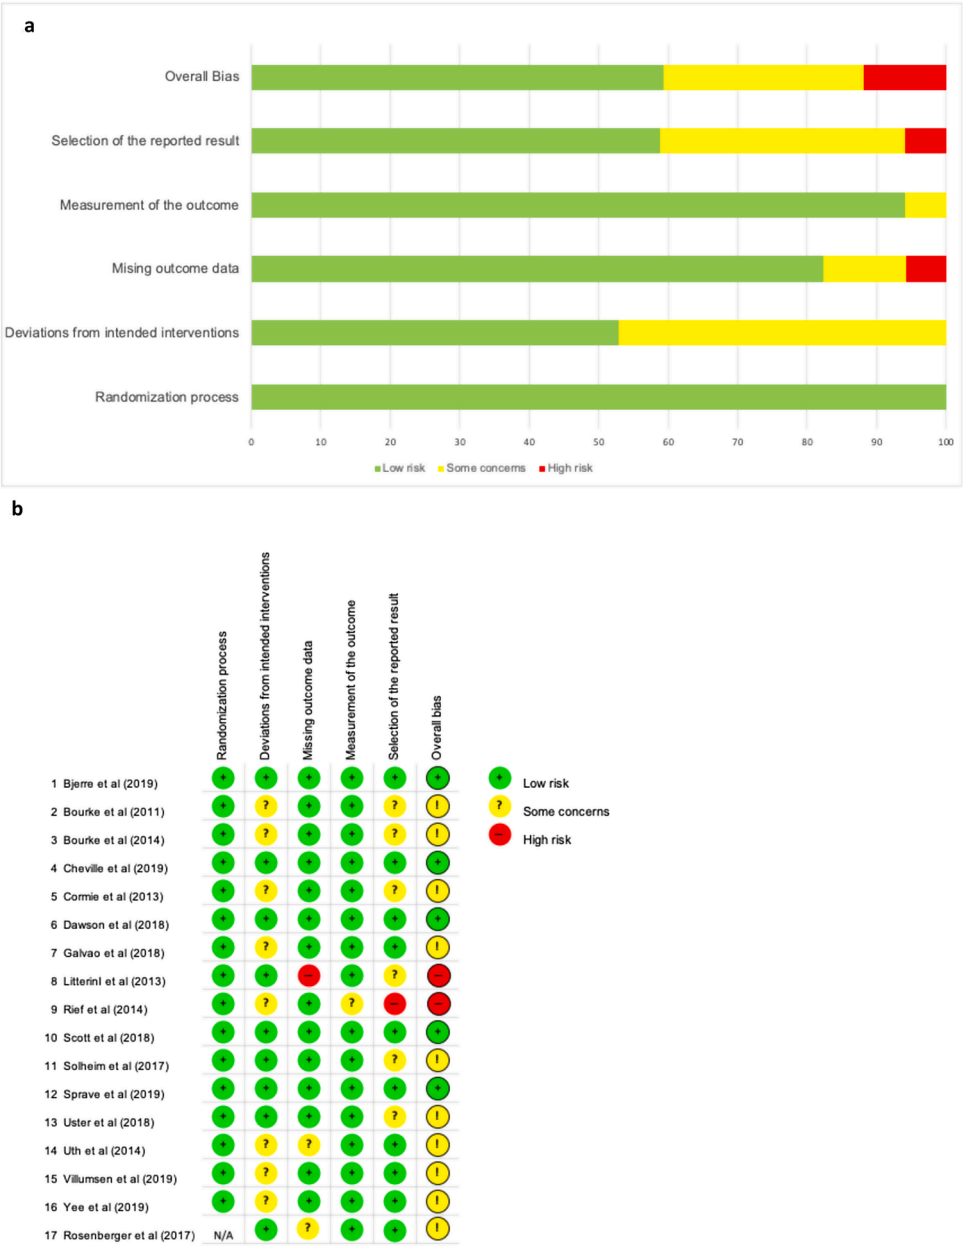 a
Overall Bias
Selection of the reported result
Measurement of the outcome
Mising outcome data
Deviations from intended interventions
Randomization process
0 10 20 30 40 50 60 70 80 90 100
Low risk Some concerns High risk
b
Randomization process
Deviations from intended interventions
Missing outcome data
Measurement of the outcome
Selection of the reported result
Overall bias
1 Bjerre et al (2019) + + + + + +
2 Bourke et al (2011) + ? + + ? !
3 Bourke et al (2014) + ? + + ? !
4 Cheville et al (2019) + + + + + +
5 Cormie et al (2013) + ? + + ? !
6 Dawson et al (2018) + + + + + +
7 Galvao et al (2018) + ? + + + !
8 Litterinl et al (2013) + + − + ? −
9 Rief et al (2014) + ? + ? − −
10 Scott et al (2018) + + + + + +
11 Solheim et al (2017) + + + + ? !
12 Sprave et al (2019) + + + + + +
13 Uster et al (2018) + + + + ? !
14 Uth et al (2014) + ? ? + + !
15 Villumsen et al (2019) + ? + + + !
16 Yee et al (2019) + ? + + + !
17 Rosenberger et al (2017) N/A + ? + + !
+ Low risk
? Some concerns
− High risk